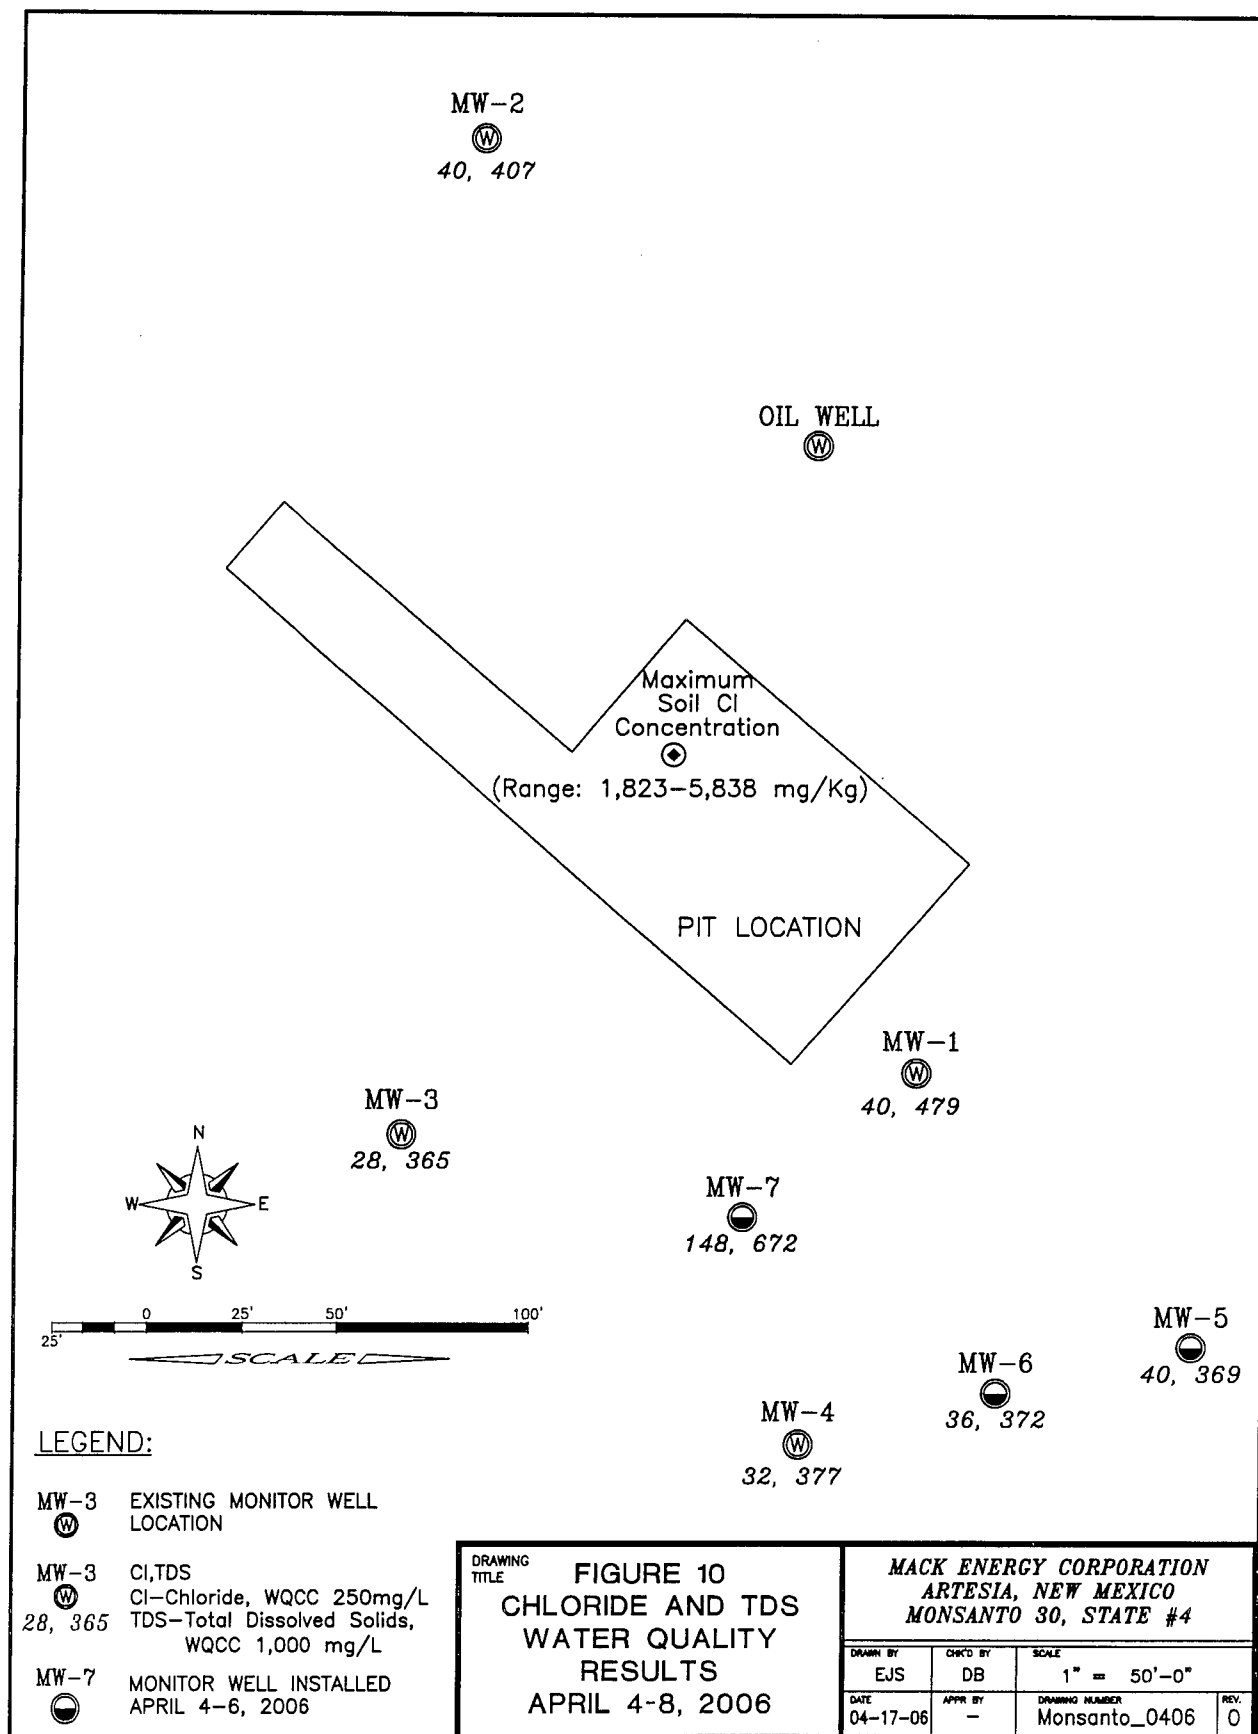 MW-2
W
40, 407
OIL WELL
W
Maximum
Soil Cl
Concentration
(Range: 1,823-5,838 mg/Kg)
PIT LOCATION
MW-1
W
40, 479
MW-3
W
28, 365
N
W E
S
MW-7
148, 672
25' 0 25' 50' 100'
SCALE
MW-5
40, 369
MW-6
36, 372
MW-4
W
32, 377
LEGEND:
MW-3 EXISTING MONITOR WELL
W LOCATION
MW-3 Cl,TDS
W Cl-Chloride, WQCC 250mg/L
28, 365 TDS-Total Dissolved Solids,
WQCC 1,000 mg/L
MW-7 MONITOR WELL INSTALLED
APRIL 4-6, 2006
DRAWING
TITLE
FIGURE 10
CHLORIDE AND TDS
WATER QUALITY
RESULTS
APRIL 4-8, 2006
MACK ENERGY CORPORATION
ARTESIA, NEW MEXICO
MONSANTO 30, STATE #4
DRAWN BY CHK'D BY SCALE
EJS DB 1" = 50'-0"
DATE APPR BY DRAWING NUMBER REV.
04-17-06 - Monsanto_0406 0